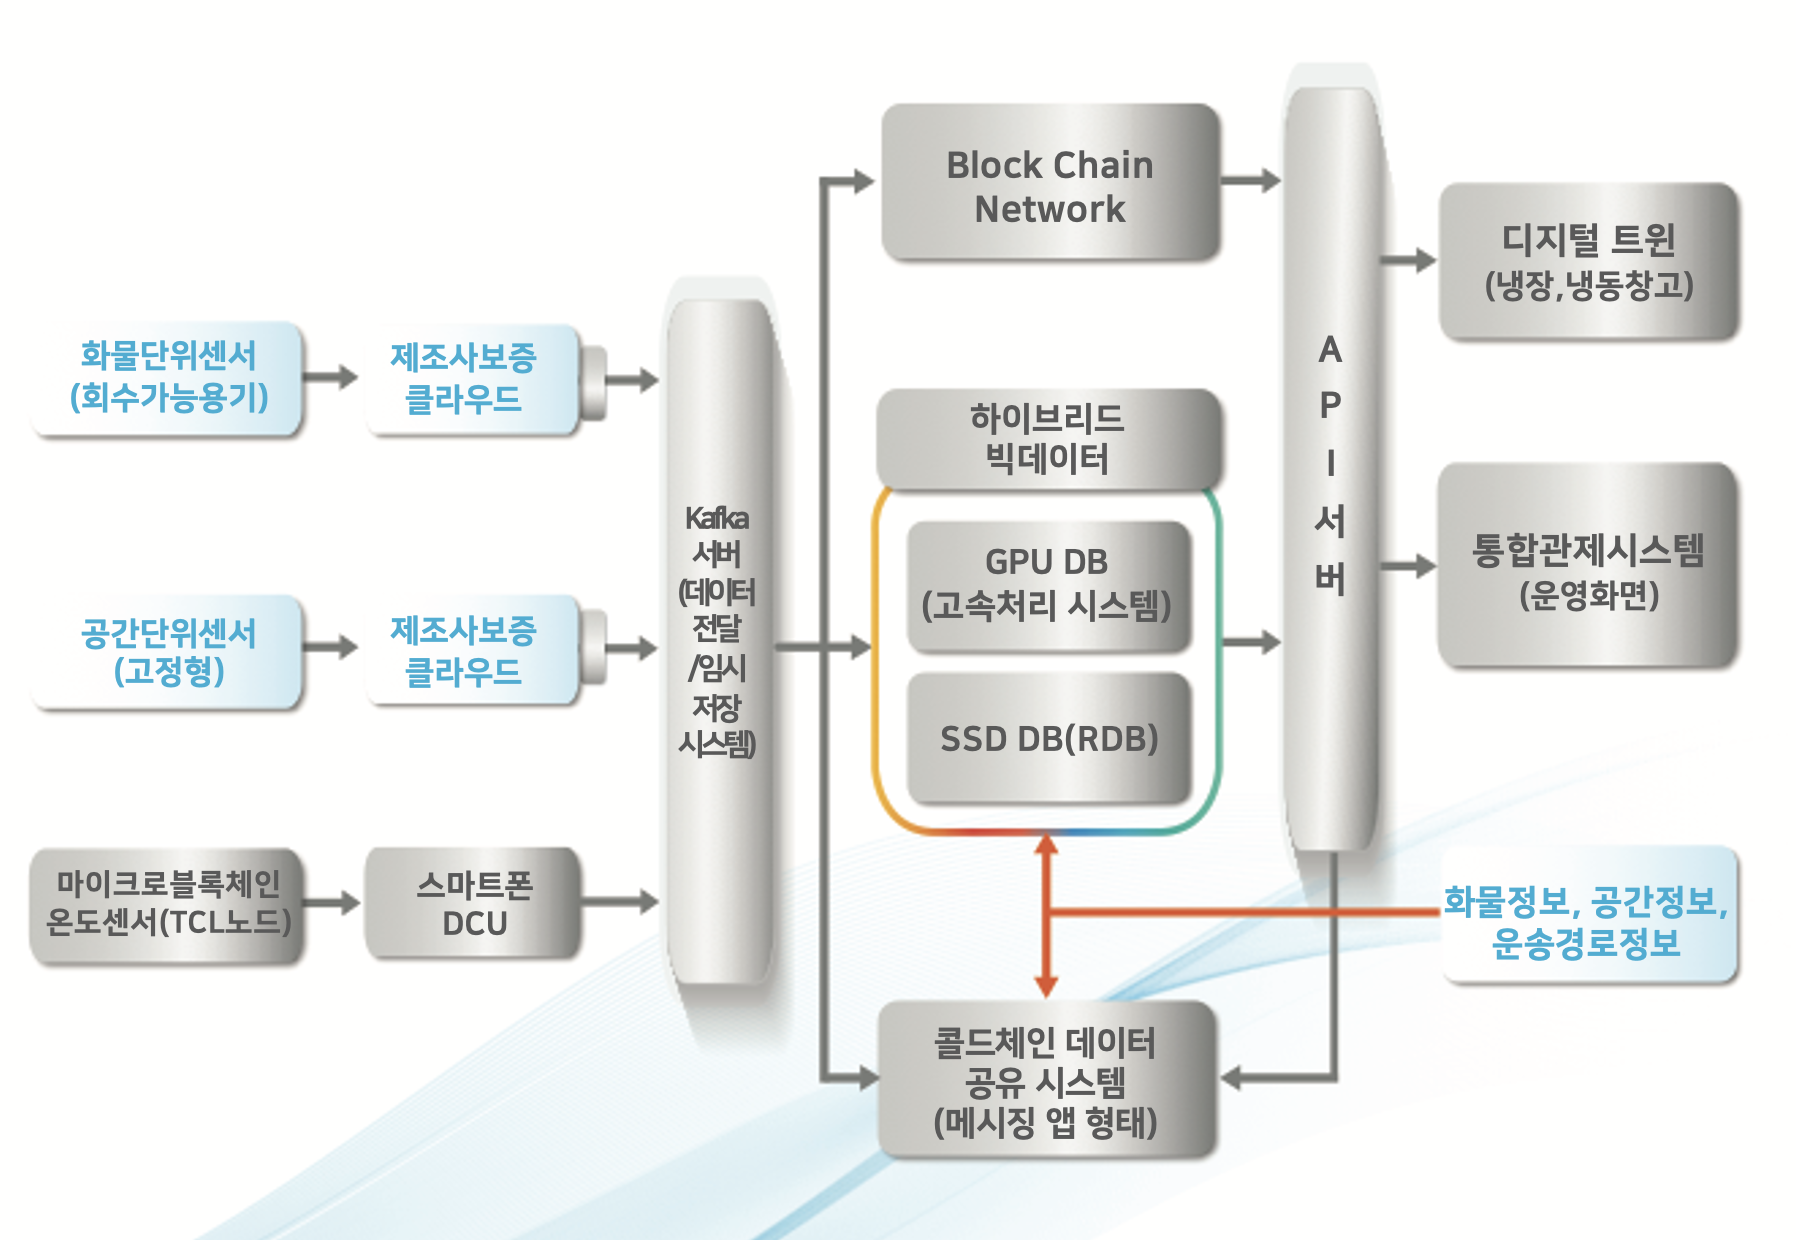 화물단위센서
(회수가능용기)
제조사보증
클라우드
공간단위센서
(고정형)
제조사보증
클라우드
마이크로블록체인
온도센서(TCL노드)
스마트폰
DCU
Kafka
서버
(데이터
전달
/임시
저장
시스템)
Block Chain
Network
하이브리드
빅데이터
GPU DB
(고속처리 시스템)
SSD DB(RDB)
콜드체인 데이터
공유 시스템
(메시징 앱 형태)
A
P
I
서
버
디지털 트윈
(냉장,냉동창고)
통합관제시스템
(운영화면)
화물정보, 공간정보,
운송경로정보